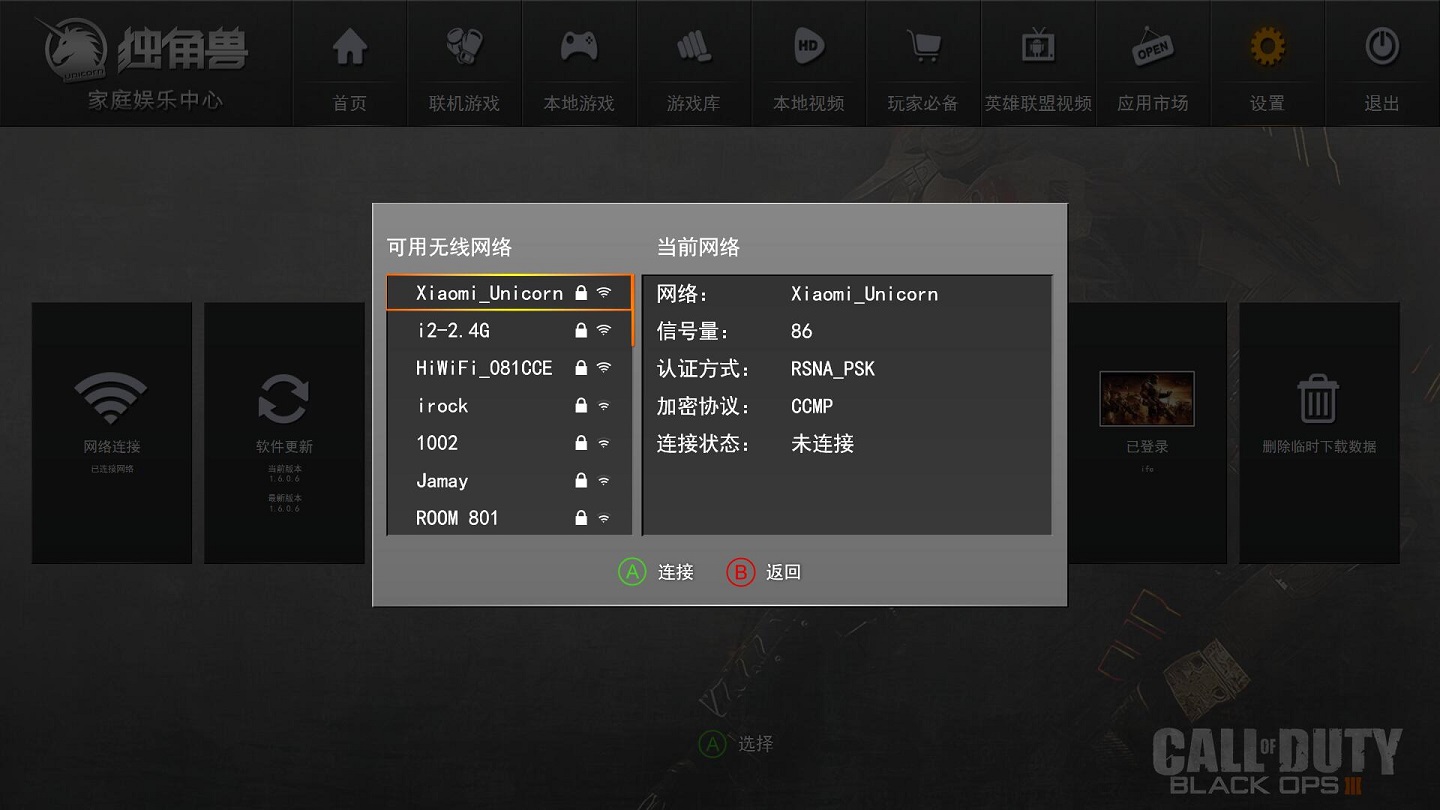 unicorn
独角兽
家庭娱乐中心
首页
联机游戏
本地游戏
游戏库
HD
本地视频
玩家必备
英雄联盟视频
OPEN
应用市场
设置
退出
可用无线网络
Xiaomi_Unicorn
i2-2.4G
HiWiFi_081CCE
irock
1002
Jamay
ROOM 801
当前网络
网络: Xiaomi_Unicorn
信号量: 86
认证方式: RSNA_PSK
加密协议: CCMP
连接状态: 未连接
A 连接 B 返回
网络连接
已连接网络
软件更新
当前版本
1.6.0.6
最新版本
1.6.0.6
已登录
删除临时下载数据
A 选择
CALL OF DUTY
BLACK OPS III